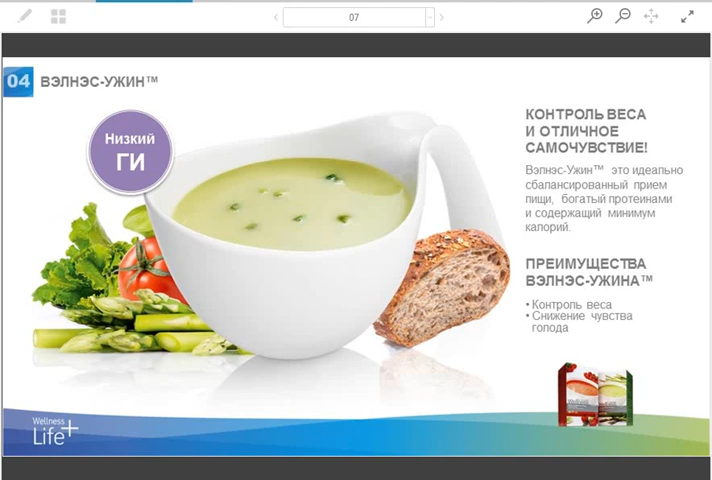 07
04 ВЭЛНЭС-УЖИН™
Низкий
ГИ
КОНТРОЛЬ ВЕСА
И ОТЛИЧНОЕ
САМОЧУВСТВИЕ!
Вэлнэс-Ужин™ это идеально
сбалансированный прием
пищи, богатый протеинами
и содержащий минимум
калорий.
ПРЕИМУЩЕСТВА
ВЭЛНЭС-УЖИНА™
• Контроль веса
• Снижение чувства
голода
Wellness
Life+